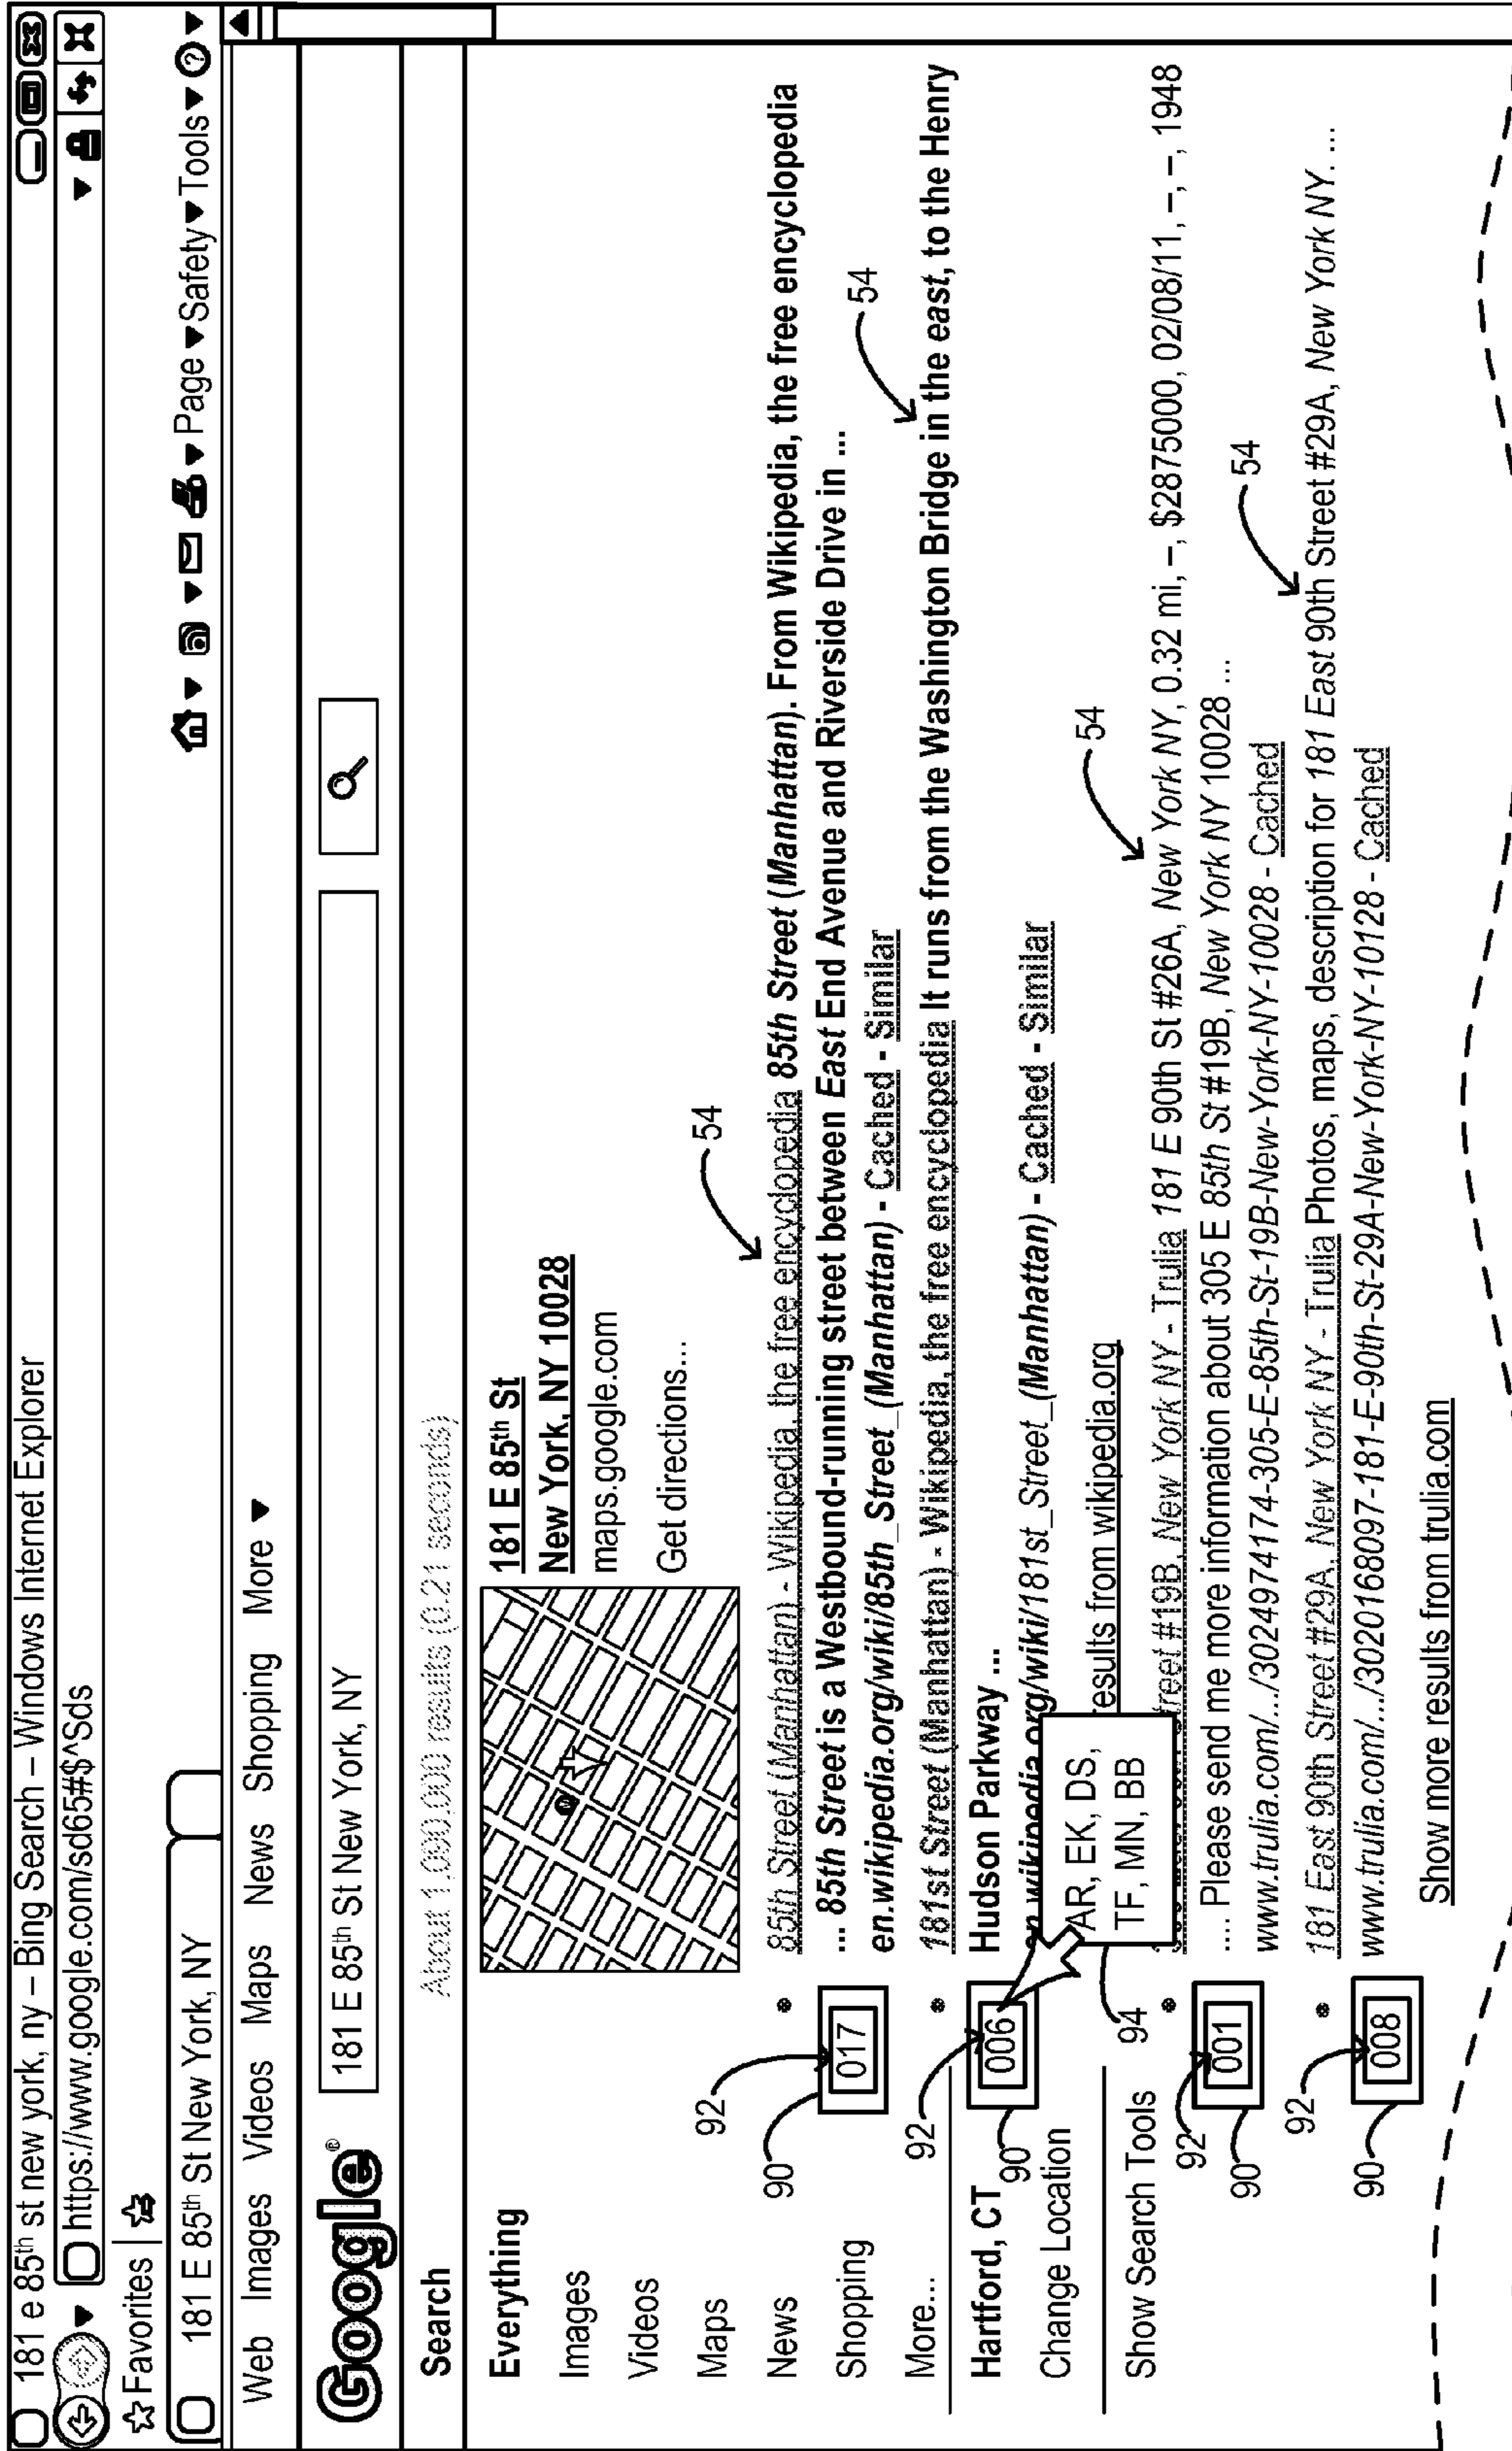 181 e 85th st new york, ny – Bing Search – Windows Internet Explorer
https://www.google.com/sd65#$^Sds
Favorites
181 E 85th St New York, NY
Page Safety Tools
Web Images Videos Maps News Shopping More
Google®
181 E 85th St New York, NY
Search
About 1,090,000 results (0.21 seconds)
Everything
Images
Videos
Maps
News
Shopping
More...
Hartford, CT
Change Location
Show Search Tools
181 E 85th St
New York, NY 10028
maps.google.com
Get directions...
54
85th Street (Manhattan) - Wikipedia, the free encyclopedia 85th Street (Manhattan). From Wikipedia, the free encyclopedia
... 85th Street is a Westbound-running street between East End Avenue and Riverside Drive in ...
en.wikipedia.org/wiki/85th_Street_(Manhattan) - Cached - Similar
92
90
017
54
181st Street (Manhattan) - Wikipedia, the free encyclopedia It runs from the Washington Bridge in the east, to the Henry
Hudson Parkway ...
en.wikipedia.org/wiki/181st_Street_(Manhattan) - Cached - Similar
92
90
006
AR, EK, DS,
TF, MN, BB
94
results from wikipedia.org
54
Street #19B, New York NY - Trulia 181 E 90th St #26A, New York NY, 0.32 mi, –, $2875000, 02/08/11, –, –, 1948
.... Please send me more information about 305 E 85th St #19B, New York NY 10028 ...
www.trulia.com/.../3024974174-305-E-85th-St-19B-New-York-NY-10028 - Cached
92
90
001
54
181 East 90th Street #29A, New York NY - Trulia Photos, maps, description for 181 East 90th Street #29A, New York NY. ...
www.trulia.com/.../3020168097-181-E-90th-St-29A-New-York-NY-10128 - Cached
92
90
008
Show more results from trulia.com